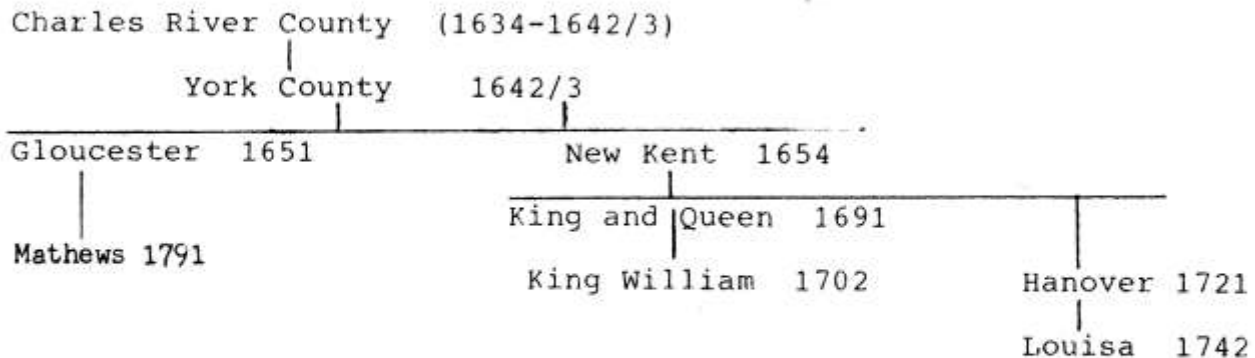 Charles River County (1634-1642/3)
York County 1642/3
Gloucester 1651 New Kent 1654
King and Queen 1691
Mathews 1791
King William 1702 Hanover 1721
Louisa 1742